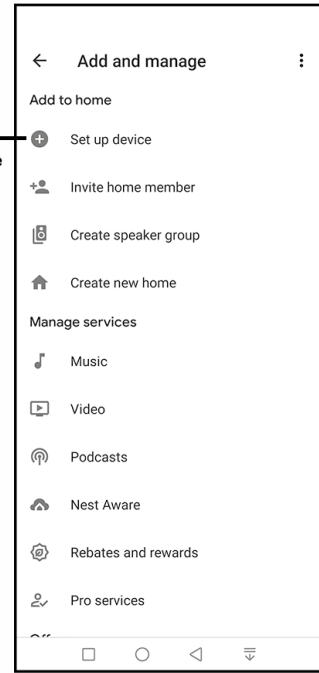 Add and manage
Add to home
Set up device
Invite home member
Create speaker group
Create new home
Manage services
Music
Video
Podcasts
Nest Aware
Rebates and rewards
Pro services